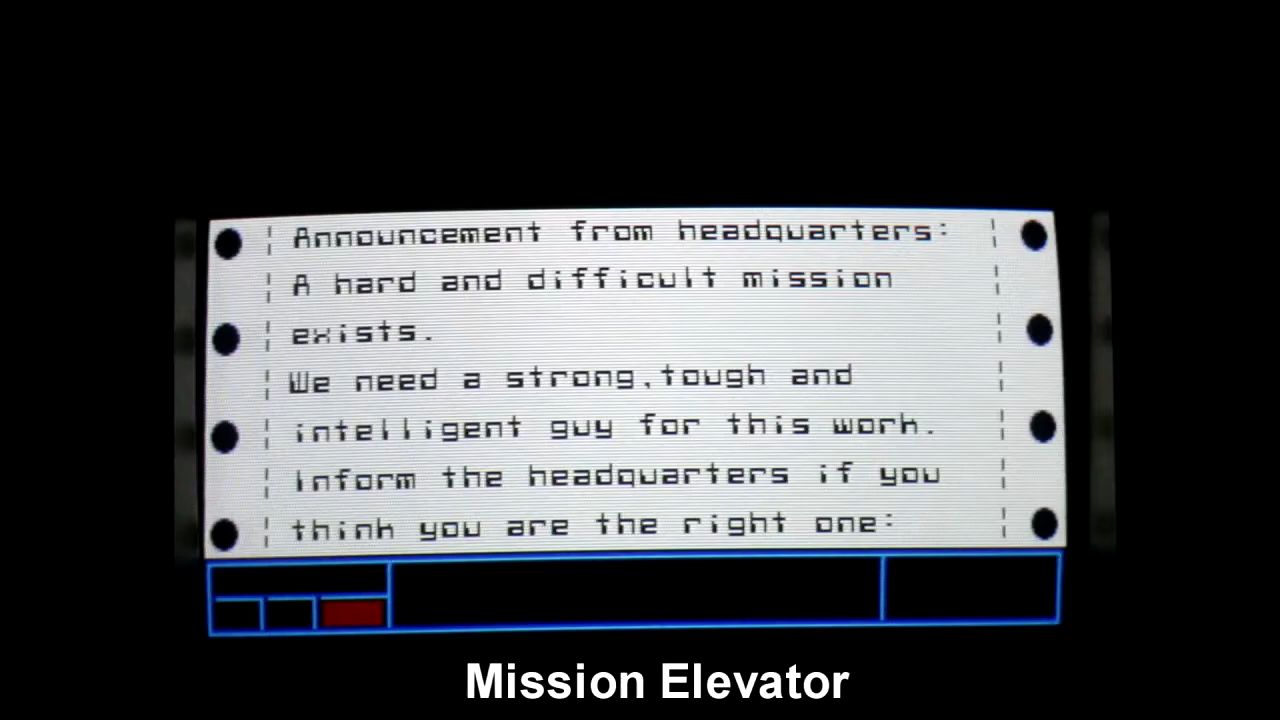 Announcement from headquarters:
A hard and difficult mission
exists.
We need a strong,tough and
intelligent guy for this work.
Inform the headquarters if you
think you are the right one:
Mission Elevator